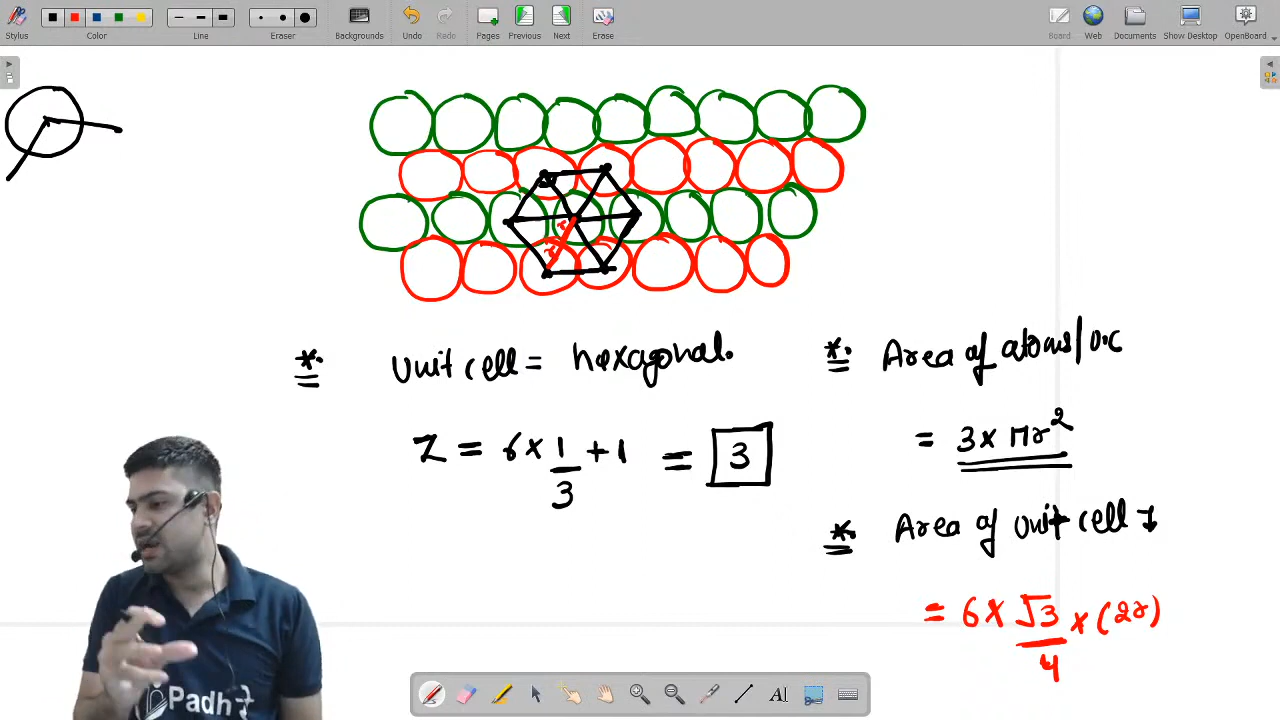 Stylus
Color
Line
Eraser
Backgrounds
Undo
Redo
Pages
Previous
Next
Erase
Board
Web
Documents
Show Desktop
OpenBoard
r
r
*. Unit cell = hexagonal.
Z = 6 × 1/3 + 1 = 3
*. Area of atoms/U.C
= 3 × πr²
*. Area of Unit cell
= 6 × √3/4 × (2r)
Padh
AI